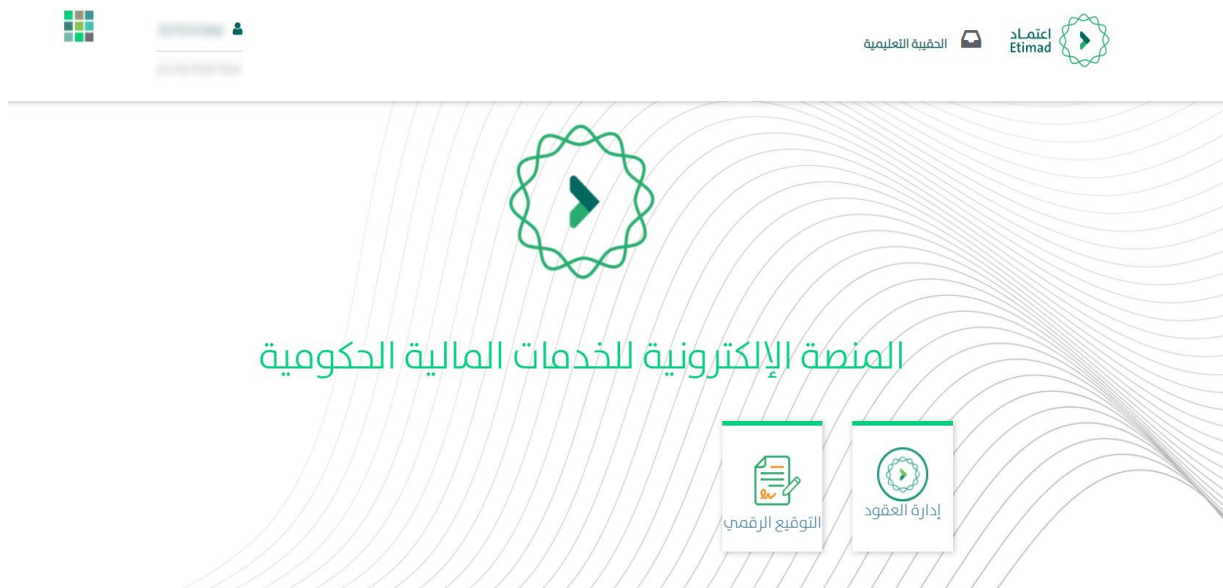 اعتماد
Etimad
الحقيبة التعليمية
المنصة الإلكترونية للخدمات المالية الحكومية
إدارة العقود
التوقيع الرقمي